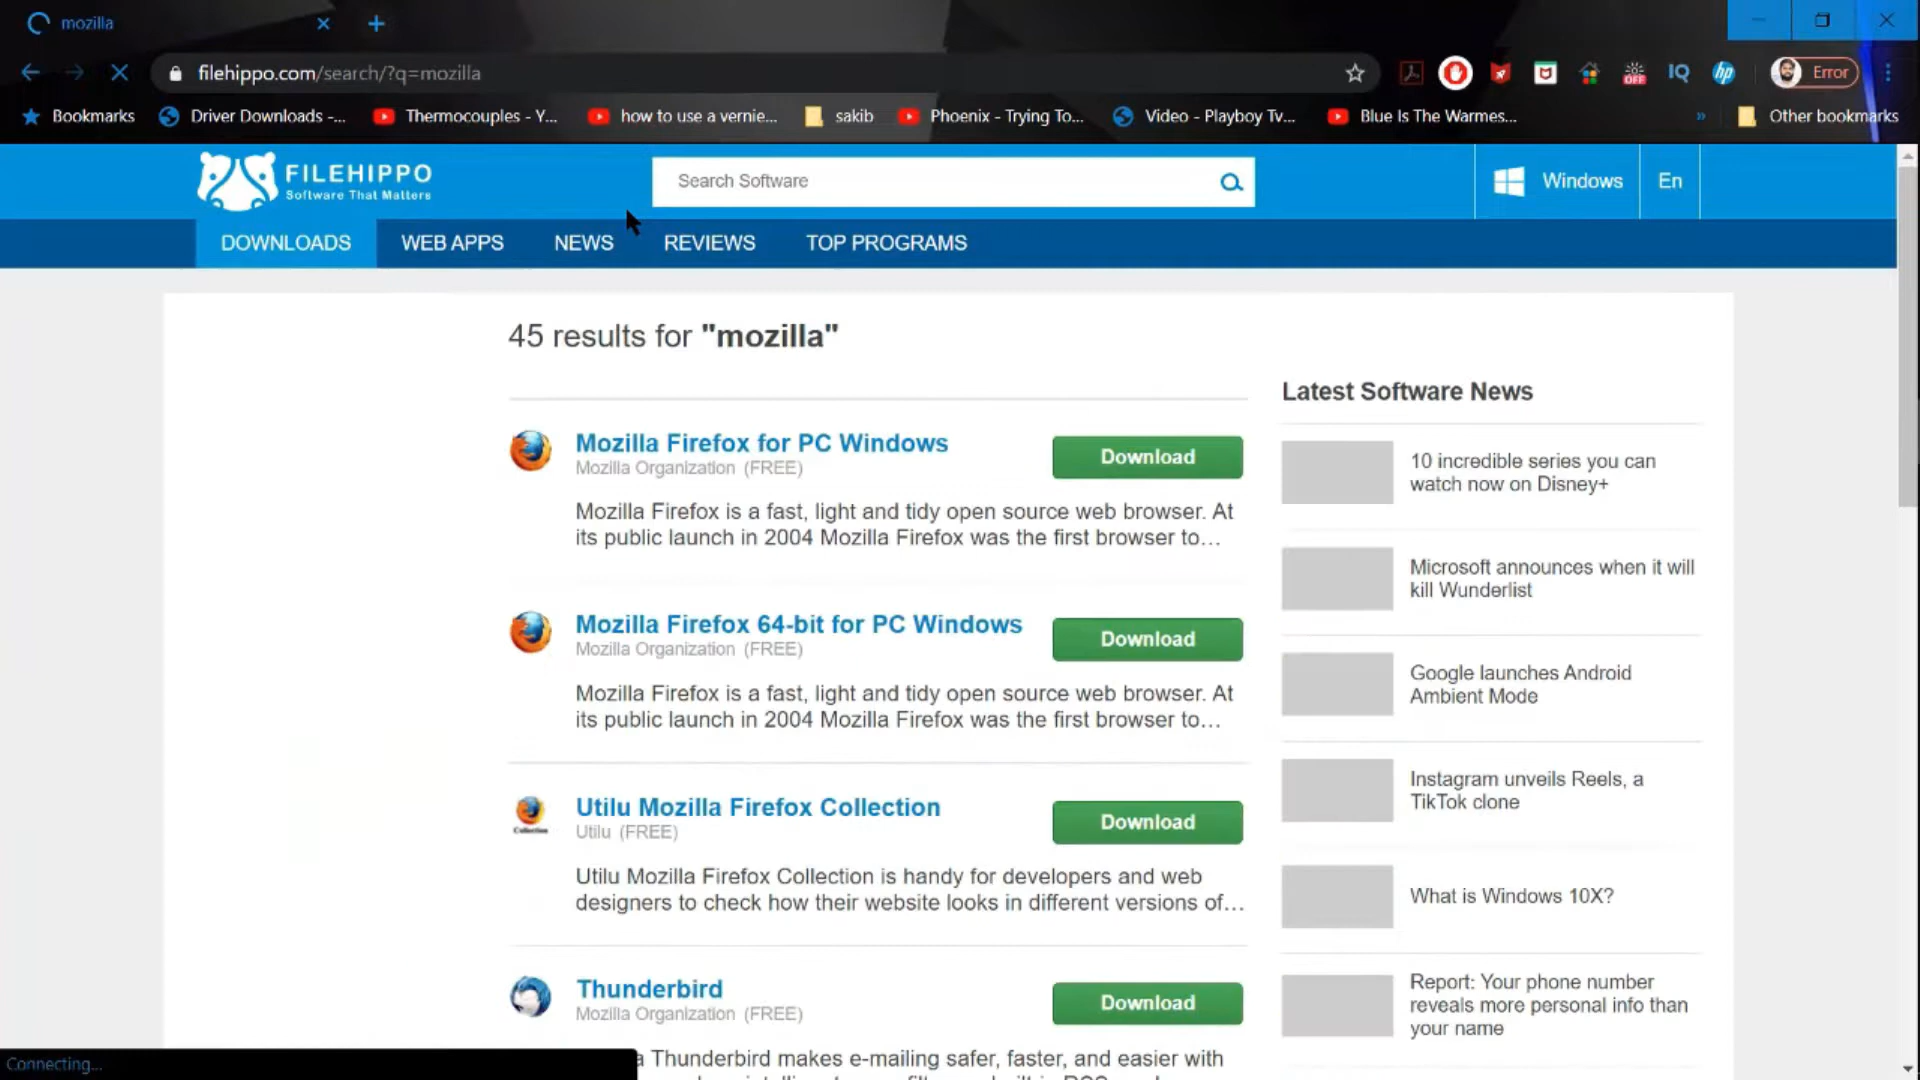 mozilla
filehippo.com/search/?q=mozilla
OFF
IQ
hp
Error
Bookmarks
Driver Downloads -...
Thermocouples - Y...
how to use a vernie...
sakib
Phoenix - Trying To...
Video - Playboy Tv...
Blue Is The Warmes...
»
Other bookmarks
FILEHIPPO
Software That Matters
Search Software
Windows
En
DOWNLOADS
WEB APPS
NEWS
REVIEWS
TOP PROGRAMS
45 results for "mozilla"
Mozilla Firefox for PC Windows
Mozilla Organization (FREE)
Download
Mozilla Firefox is a fast, light and tidy open source web browser. At
its public launch in 2004 Mozilla Firefox was the first browser to...
Mozilla Firefox 64-bit for PC Windows
Mozilla Organization (FREE)
Download
Mozilla Firefox is a fast, light and tidy open source web browser. At
its public launch in 2004 Mozilla Firefox was the first browser to...
Utilu Mozilla Firefox Collection
Utilu (FREE)
Download
Collection
Utilu Mozilla Firefox Collection is handy for developers and web
designers to check how their website looks in different versions of...
Thunderbird
Mozilla Organization (FREE)
Download
a Thunderbird makes e-mailing safer, faster, and easier with
Latest Software News
10 incredible series you can
watch now on Disney+
Microsoft announces when it will
kill Wunderlist
Google launches Android
Ambient Mode
Instagram unveils Reels, a
TikTok clone
What is Windows 10X?
Report: Your phone number
reveals more personal info than
your name
Connecting...